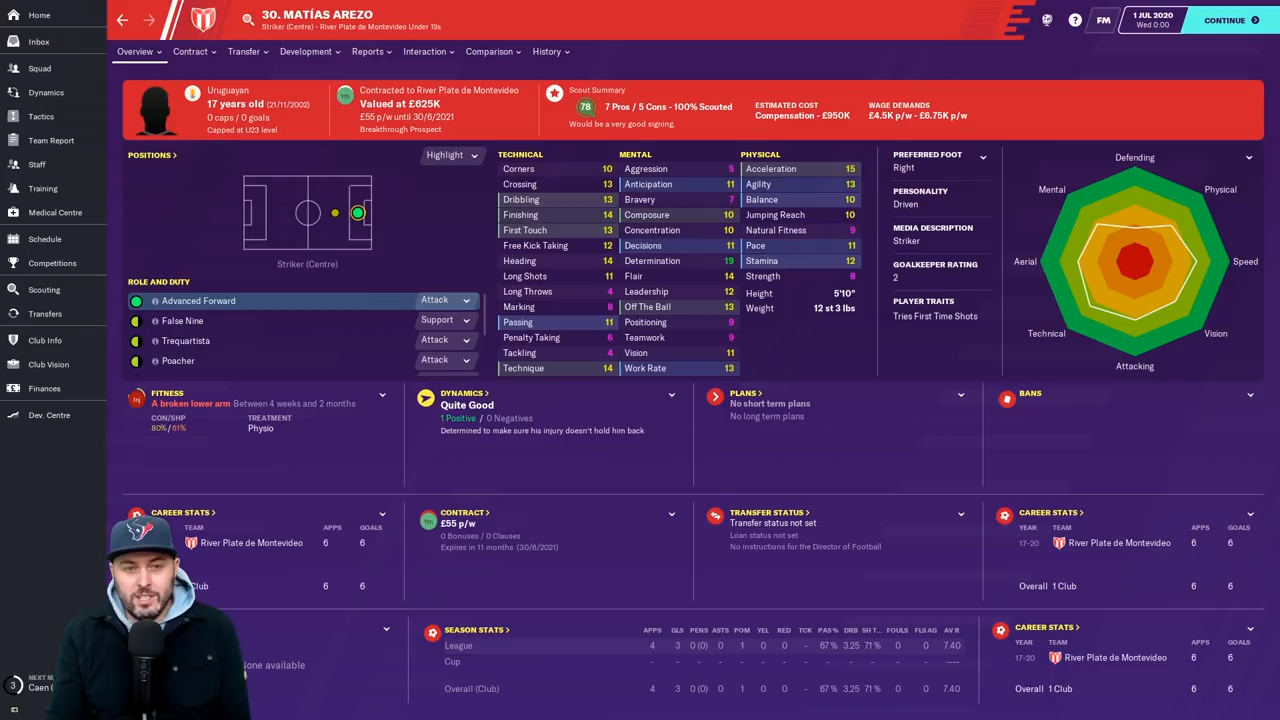 Home
Inbox
Squad
Dynamics
Tactics
Team Report
Staff
Training
Medical Centre
Schedule
Competitions
Scouting
Transfers
Club Info
Club Vision
Finances
Dev. Centre
3
NEXT M
Caen (
30. MATÍAS AREZO
Striker (Centre) - River Plate de Montevideo Under 19s
?
FM
1 JUL 2020
Wed 0:00
CONTINUE
Overview
Contract
Transfer
Development
Reports
Interaction
Comparison
History
Uruguayan
17 years old (21/11/2002)
0 caps / 0 goals
Capped at U23 level
Yth
Contracted to River Plate de Montevideo
Valued at £625K
£55 p/w until 30/6/2021
Breakthrough Prospect
Scout Summary
78 7 Pros / 5 Cons - 100% Scouted
Would be a very good signing.
ESTIMATED COST
Compensation - £950K
WAGE DEMANDS
£4.5K p/w - £6.75K p/w
POSITIONS
Highlight
Striker (Centre)
ROLE AND DUTY
Advanced Forward Attack
False Nine Support
Trequartista Attack
Poacher Attack
TECHNICAL
Corners 10
Crossing 13
Dribbling 13
Finishing 14
First Touch 13
Free Kick Taking 12
Heading 14
Long Shots 11
Long Throws 4
Marking 8
Passing 11
Penalty Taking 6
Tackling 4
Technique 14
MENTAL
Aggression 5
Anticipation 11
Bravery 7
Composure 10
Concentration 10
Decisions 11
Determination 19
Flair 14
Leadership 12
Off The Ball 13
Positioning 9
Teamwork 9
Vision 11
Work Rate 13
PHYSICAL
Acceleration 15
Agility 13
Balance 10
Jumping Reach 10
Natural Fitness 9
Pace 11
Stamina 12
Strength 8
Height 5'10"
Weight 12 st 3 lbs
PREFERRED FOOT
Right
PERSONALITY
Driven
MEDIA DESCRIPTION
Striker
GOALKEEPER RATING
2
PLAYER TRAITS
Tries First Time Shots
Defending
Physical
Speed
Vision
Attacking
Technical
Aerial
Mental
Inj
FITNESS
A broken lower arm Between 4 weeks and 2 months
CON/SHP
80%/61%
TREATMENT
Physio
DYNAMICS
Quite Good
1 Positive / 0 Negatives
Determined to make sure his injury doesn't hold him back
PLANS
No short term plans
No long term plans
BANS
CAREER STATS
TEAM APPS GOALS
River Plate de Montevideo 6 6
Club 6 6
Yth
CONTRACT
£55 p/w
0 Bonuses / 0 Clauses
Expires in 11 months (30/6/2021)
TRANSFER STATUS
Transfer status not set
Loan status not set
No instructions for the Director of Football
CAREER STATS
YEAR TEAM APPS GOALS
17-20 River Plate de Montevideo 6 6
Overall 1 Club 6 6
None available
SEASON STATS APPS GLS PENS ASTS POM YEL RED TCK PAS % DRB SH T... FOULS FLS AG AV R
League 4 3 0 (0) 0 1 0 0 - 67 % 3.25 71 % 0 0 7.40
Cup - - - - - - - - - - - - - ----
Overall (Club) 4 3 0 (0) 0 1 0 0 - 67 % 3.25 71 % 0 0 7.40
CAREER STATS
YEAR TEAM APPS GOALS
17-20 River Plate de Montevideo 6 6
Overall 1 Club 6 6